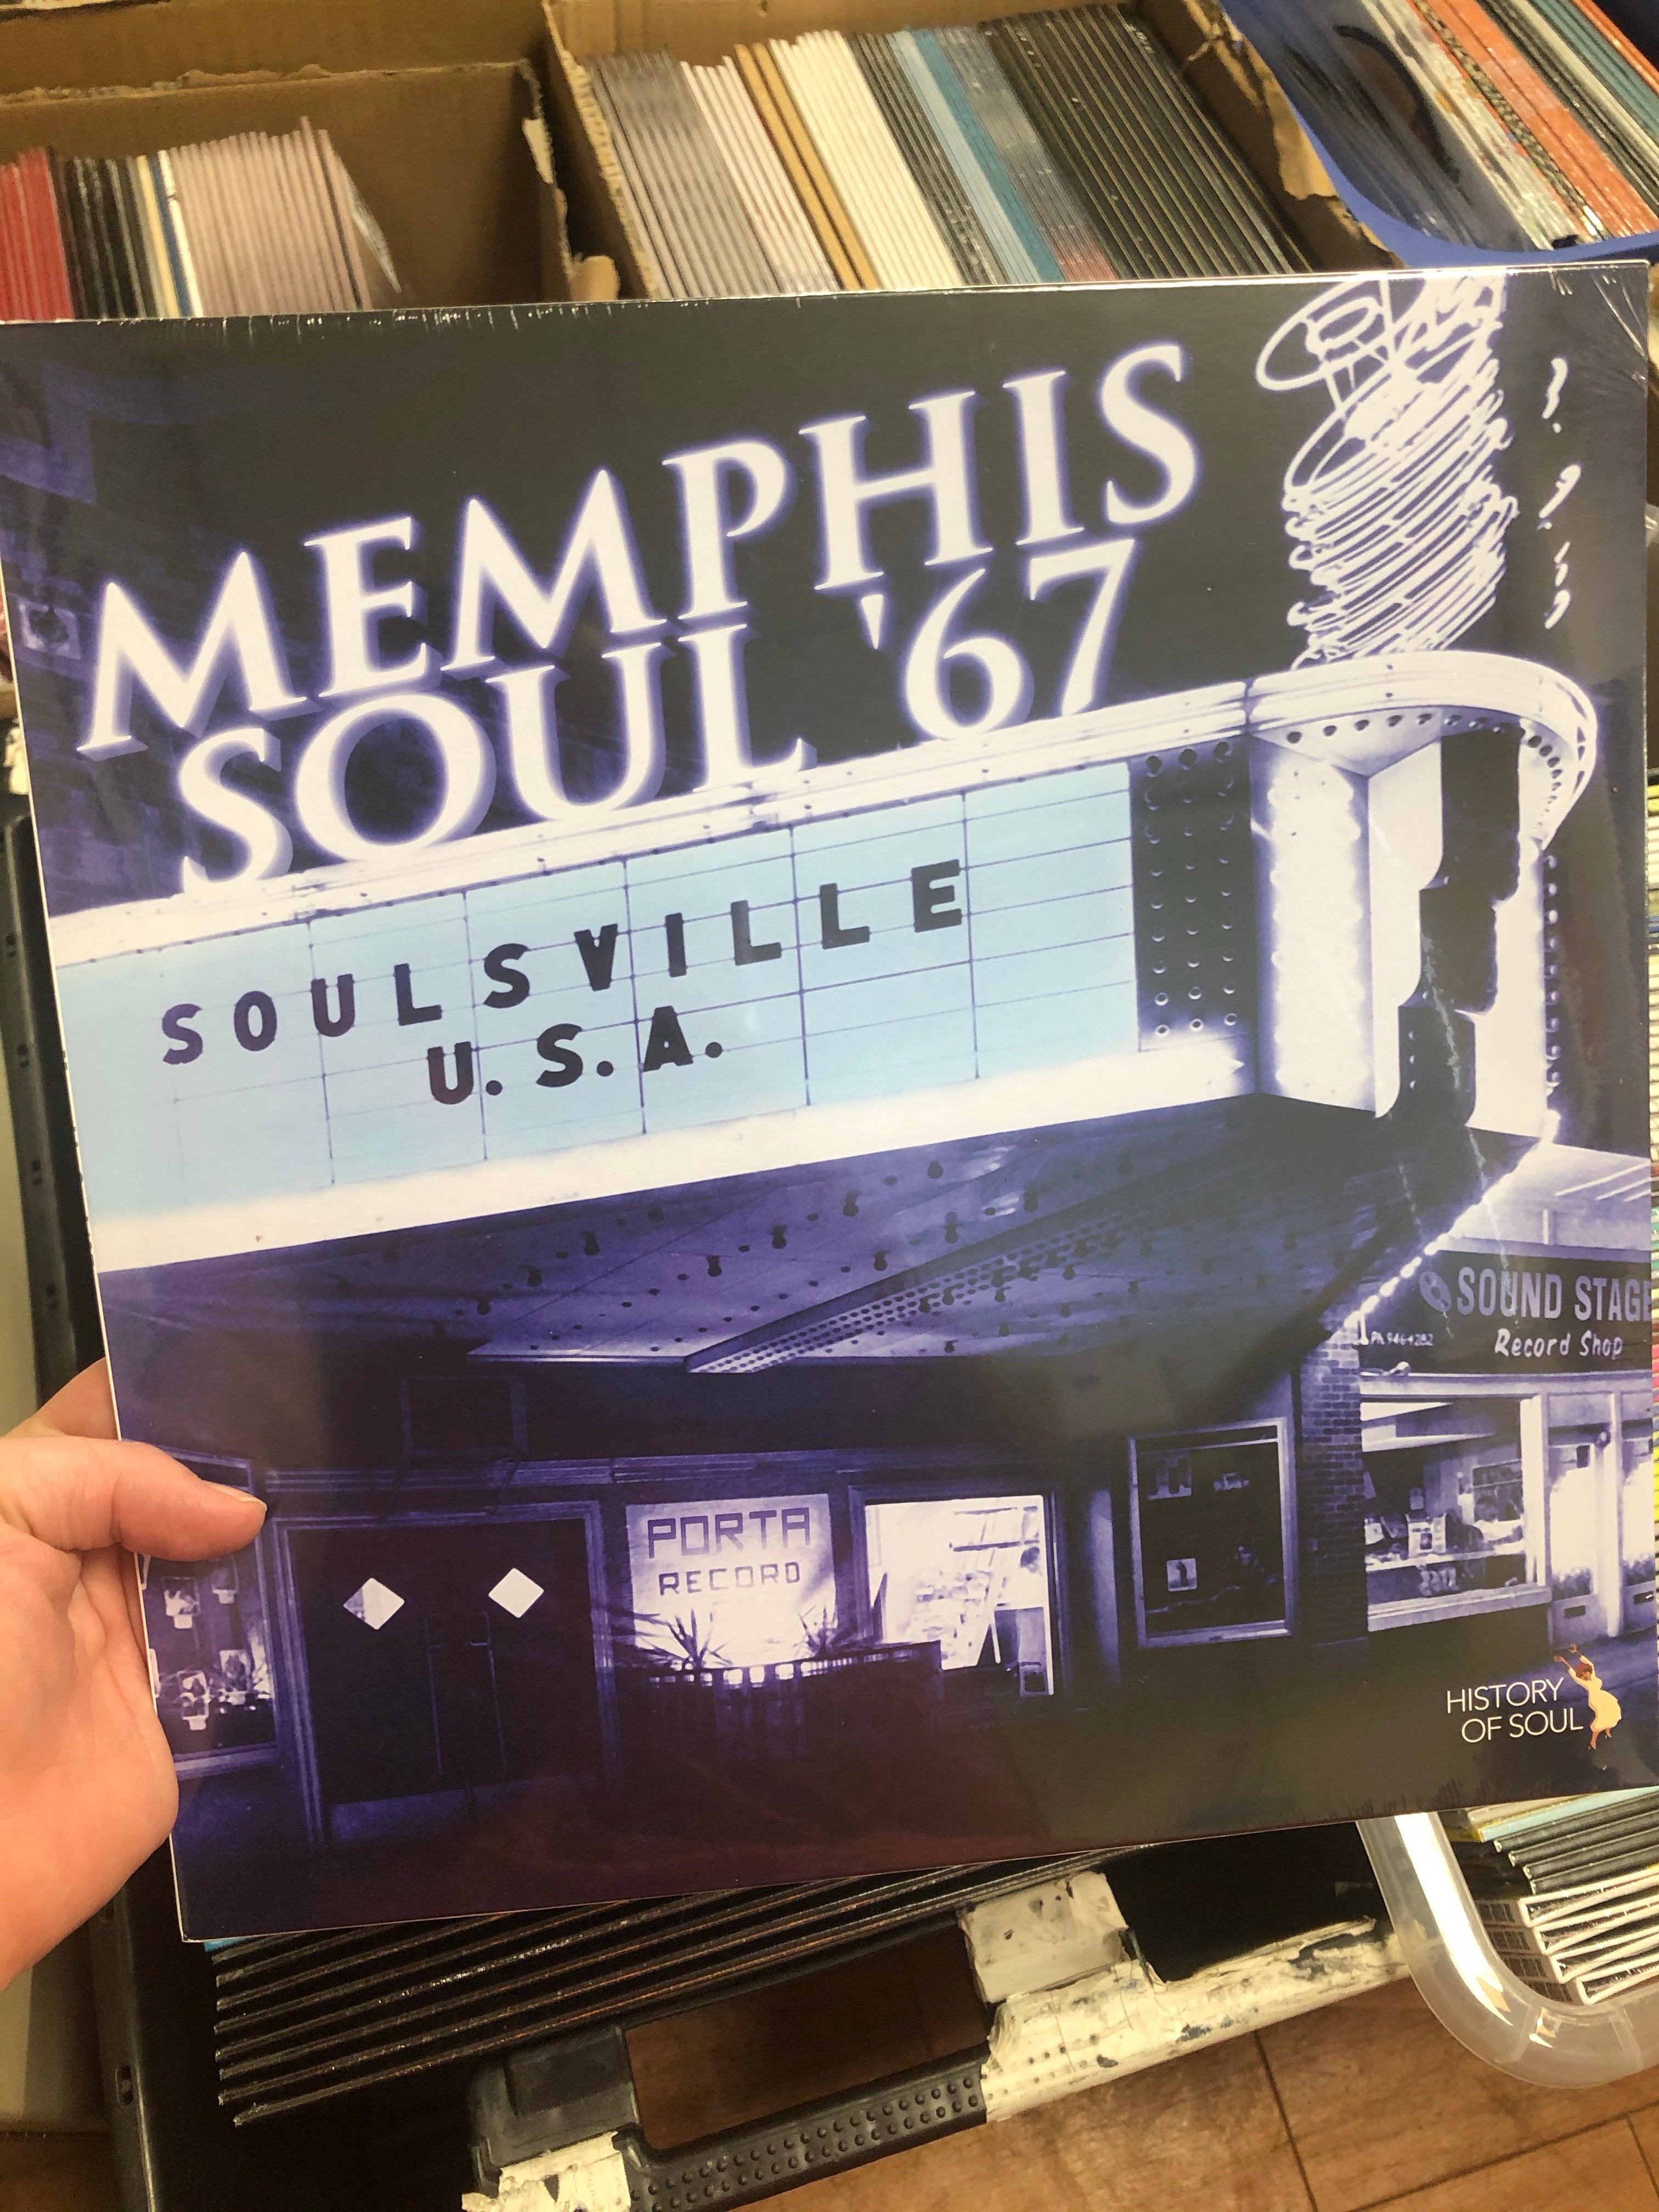 MEMPHIS
SOUL '67
SOULSVILLE
U.S.A.
SOUND STAGE
Record Shop
PORTA
RECORD
HISTORY
OF SOUL